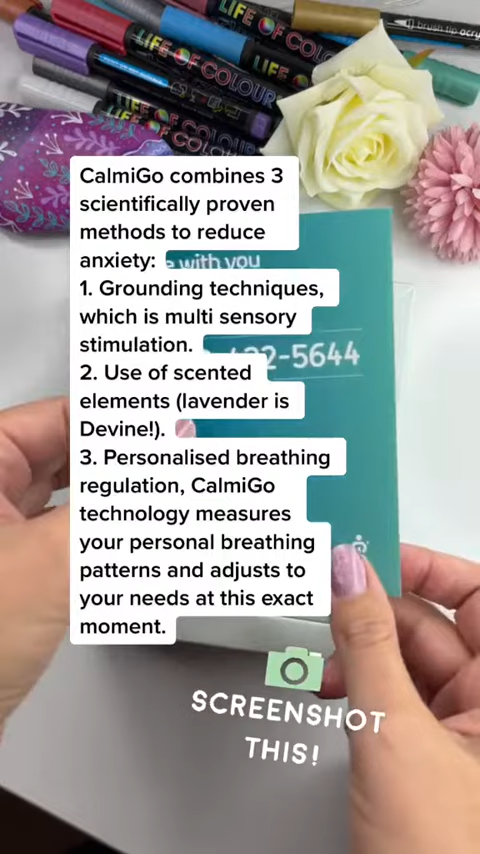 LIFE OF COLOUR
LIFE OF COLOUR
LIFE OF
LIFE OF COLOUR
LIFE OF COLOUR
brush tip
CalmiGo combines 3
scientifically proven
methods to reduce
anxiety:
with you
1. Grounding techniques,
which is multi sensory
stimulation.
2-5644
2. Use of scented
elements (lavender is
Devine!).
3. Personalised breathing
regulation, CalmiGo
technology measures
your personal breathing
patterns and adjusts to
your needs at this exact
moment.
SCREENSHOT
THIS!